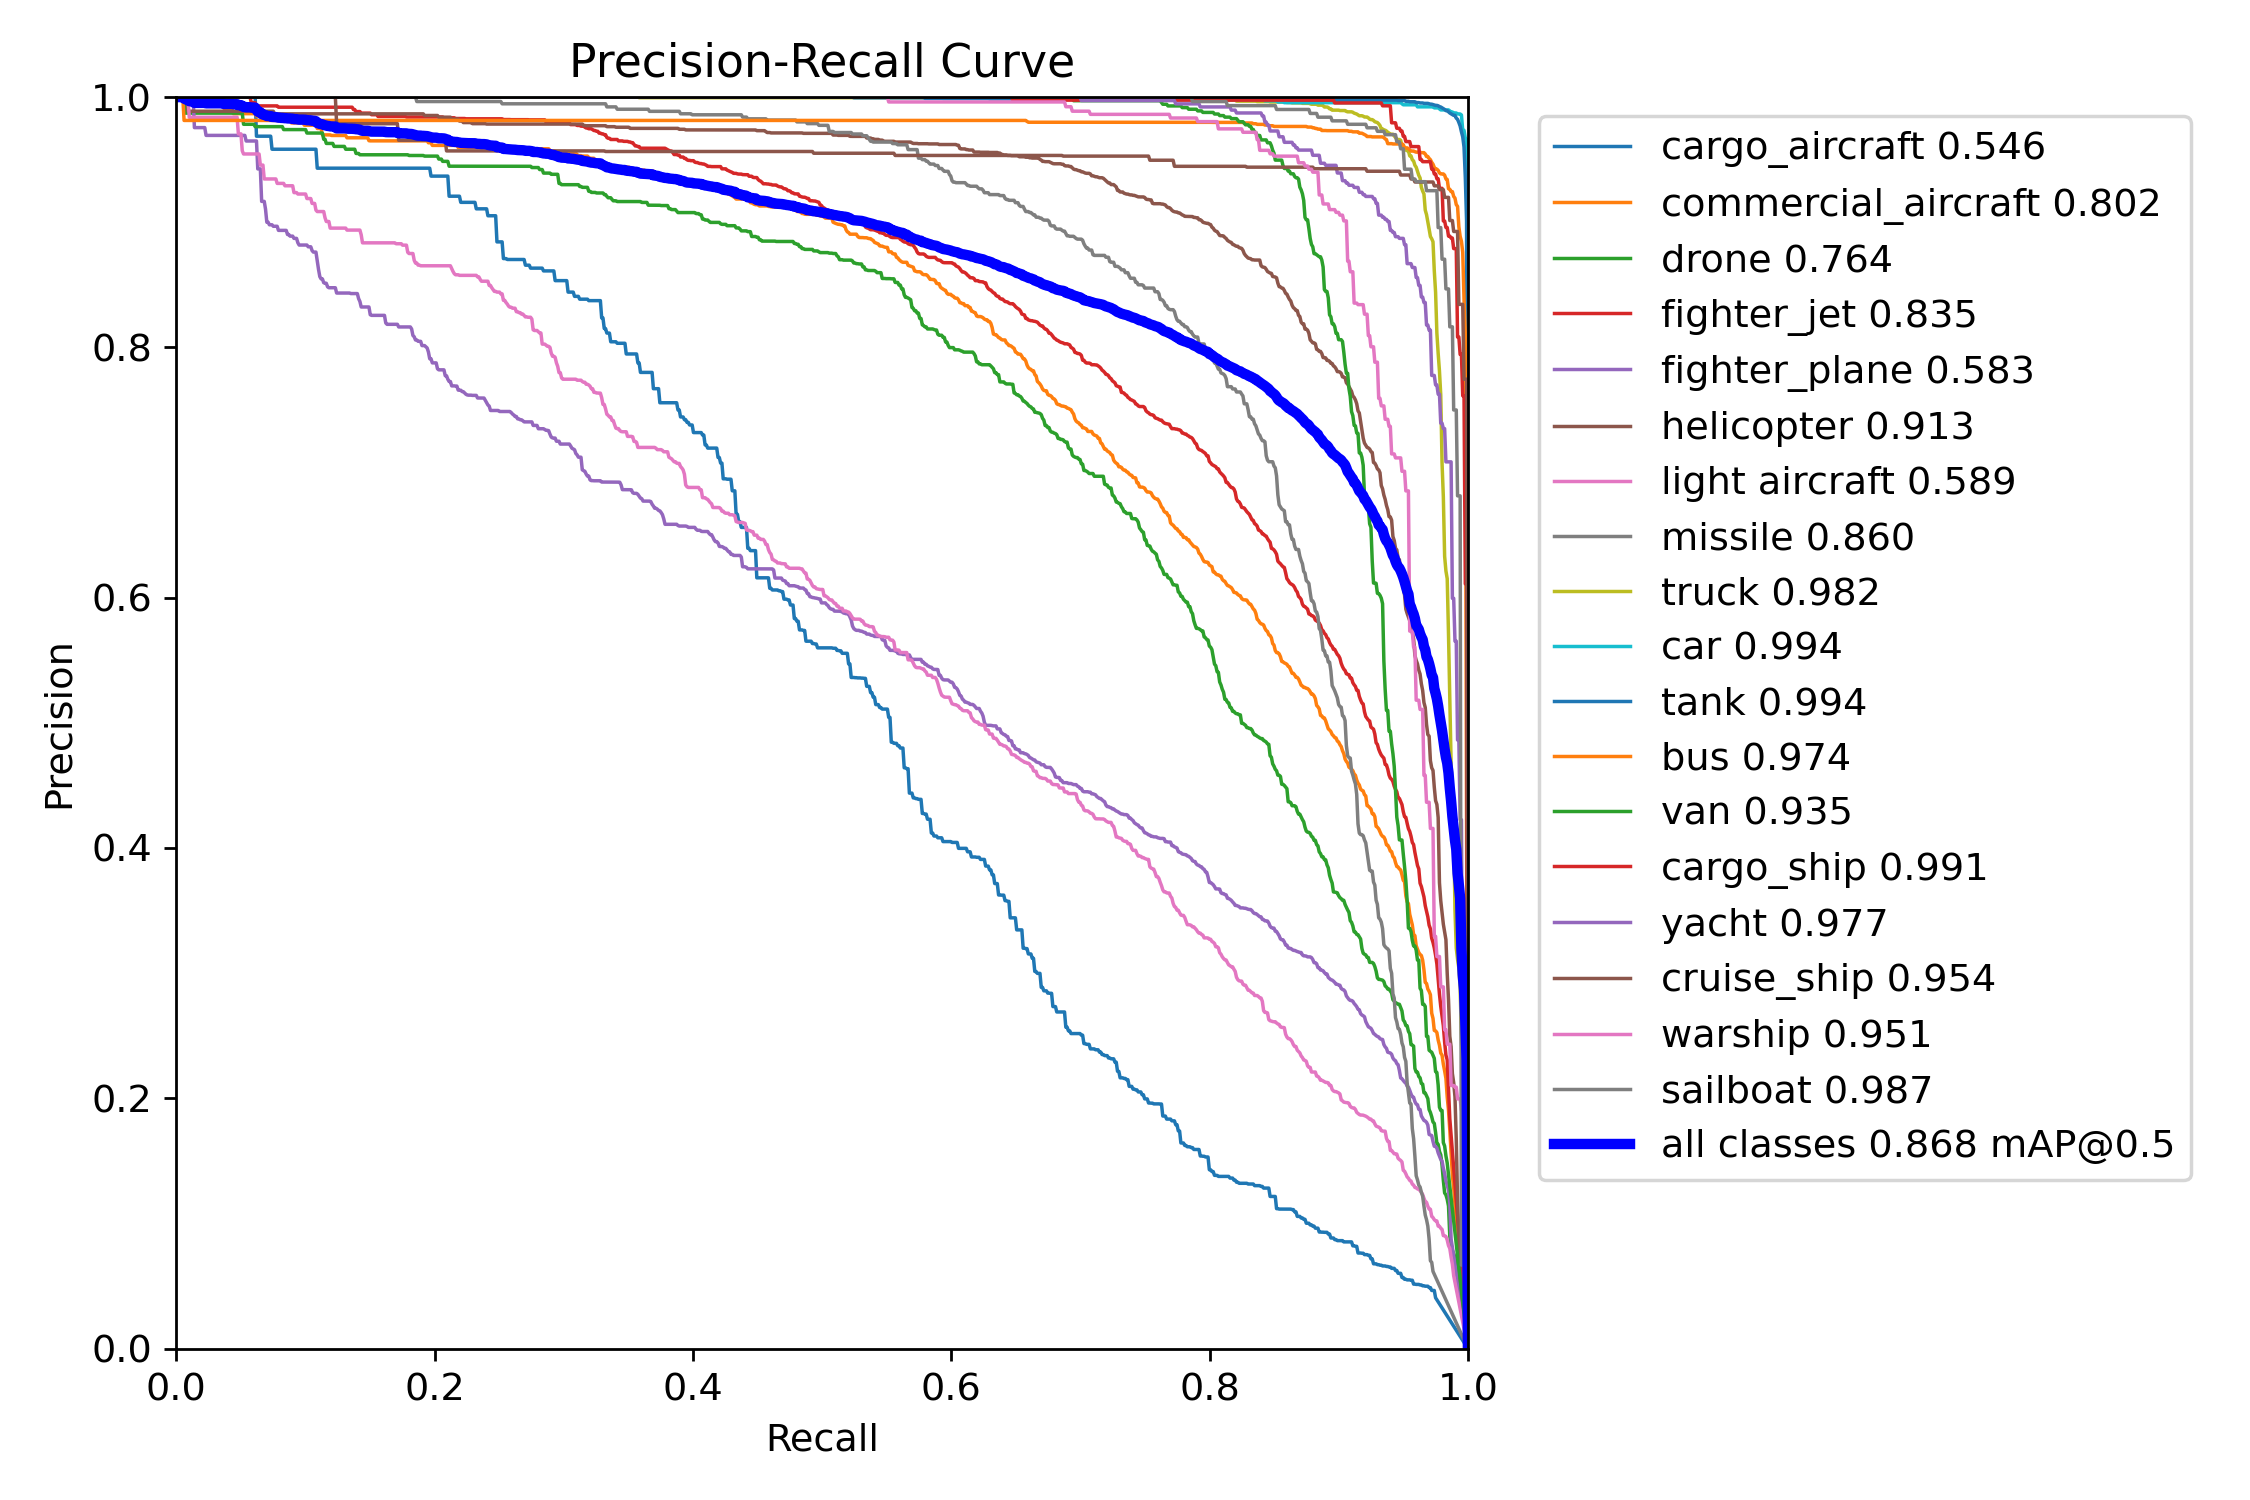 Precision-Recall Curve
1.0
0.8
0.6
0.4
0.2
0.0
Precision
0.0 0.2 0.4 0.6 0.8 1.0
Recall
cargo_aircraft 0.546
commercial_aircraft 0.802
drone 0.764
fighter_jet 0.835
fighter_plane 0.583
helicopter 0.913
light aircraft 0.589
missile 0.860
truck 0.982
car 0.994
tank 0.994
bus 0.974
van 0.935
cargo_ship 0.991
yacht 0.977
cruise_ship 0.954
warship 0.951
sailboat 0.987
all classes 0.868 mAP@0.5